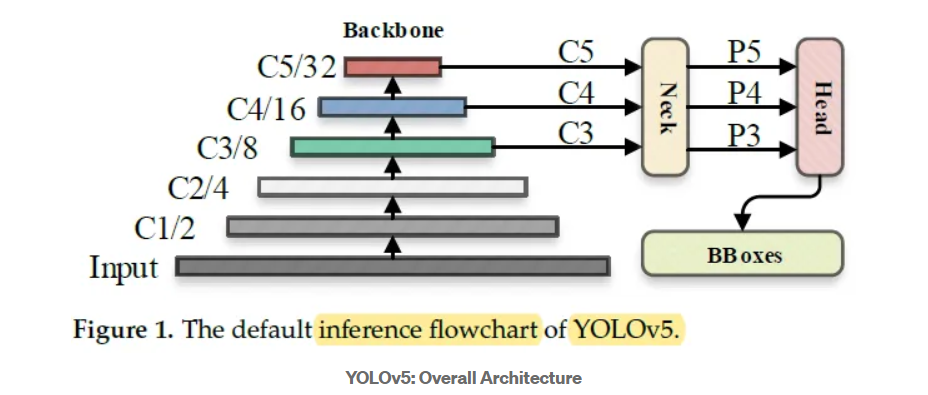 Backbone
C5/32
C4/16
C3/8
C2/4
C1/2
Input
C5
C4
C3
Neck
P5
P4
P3
Head
BBoxes
Figure 1. The default inference flowchart of YOLOv5.
YOLOv5: Overall Architecture